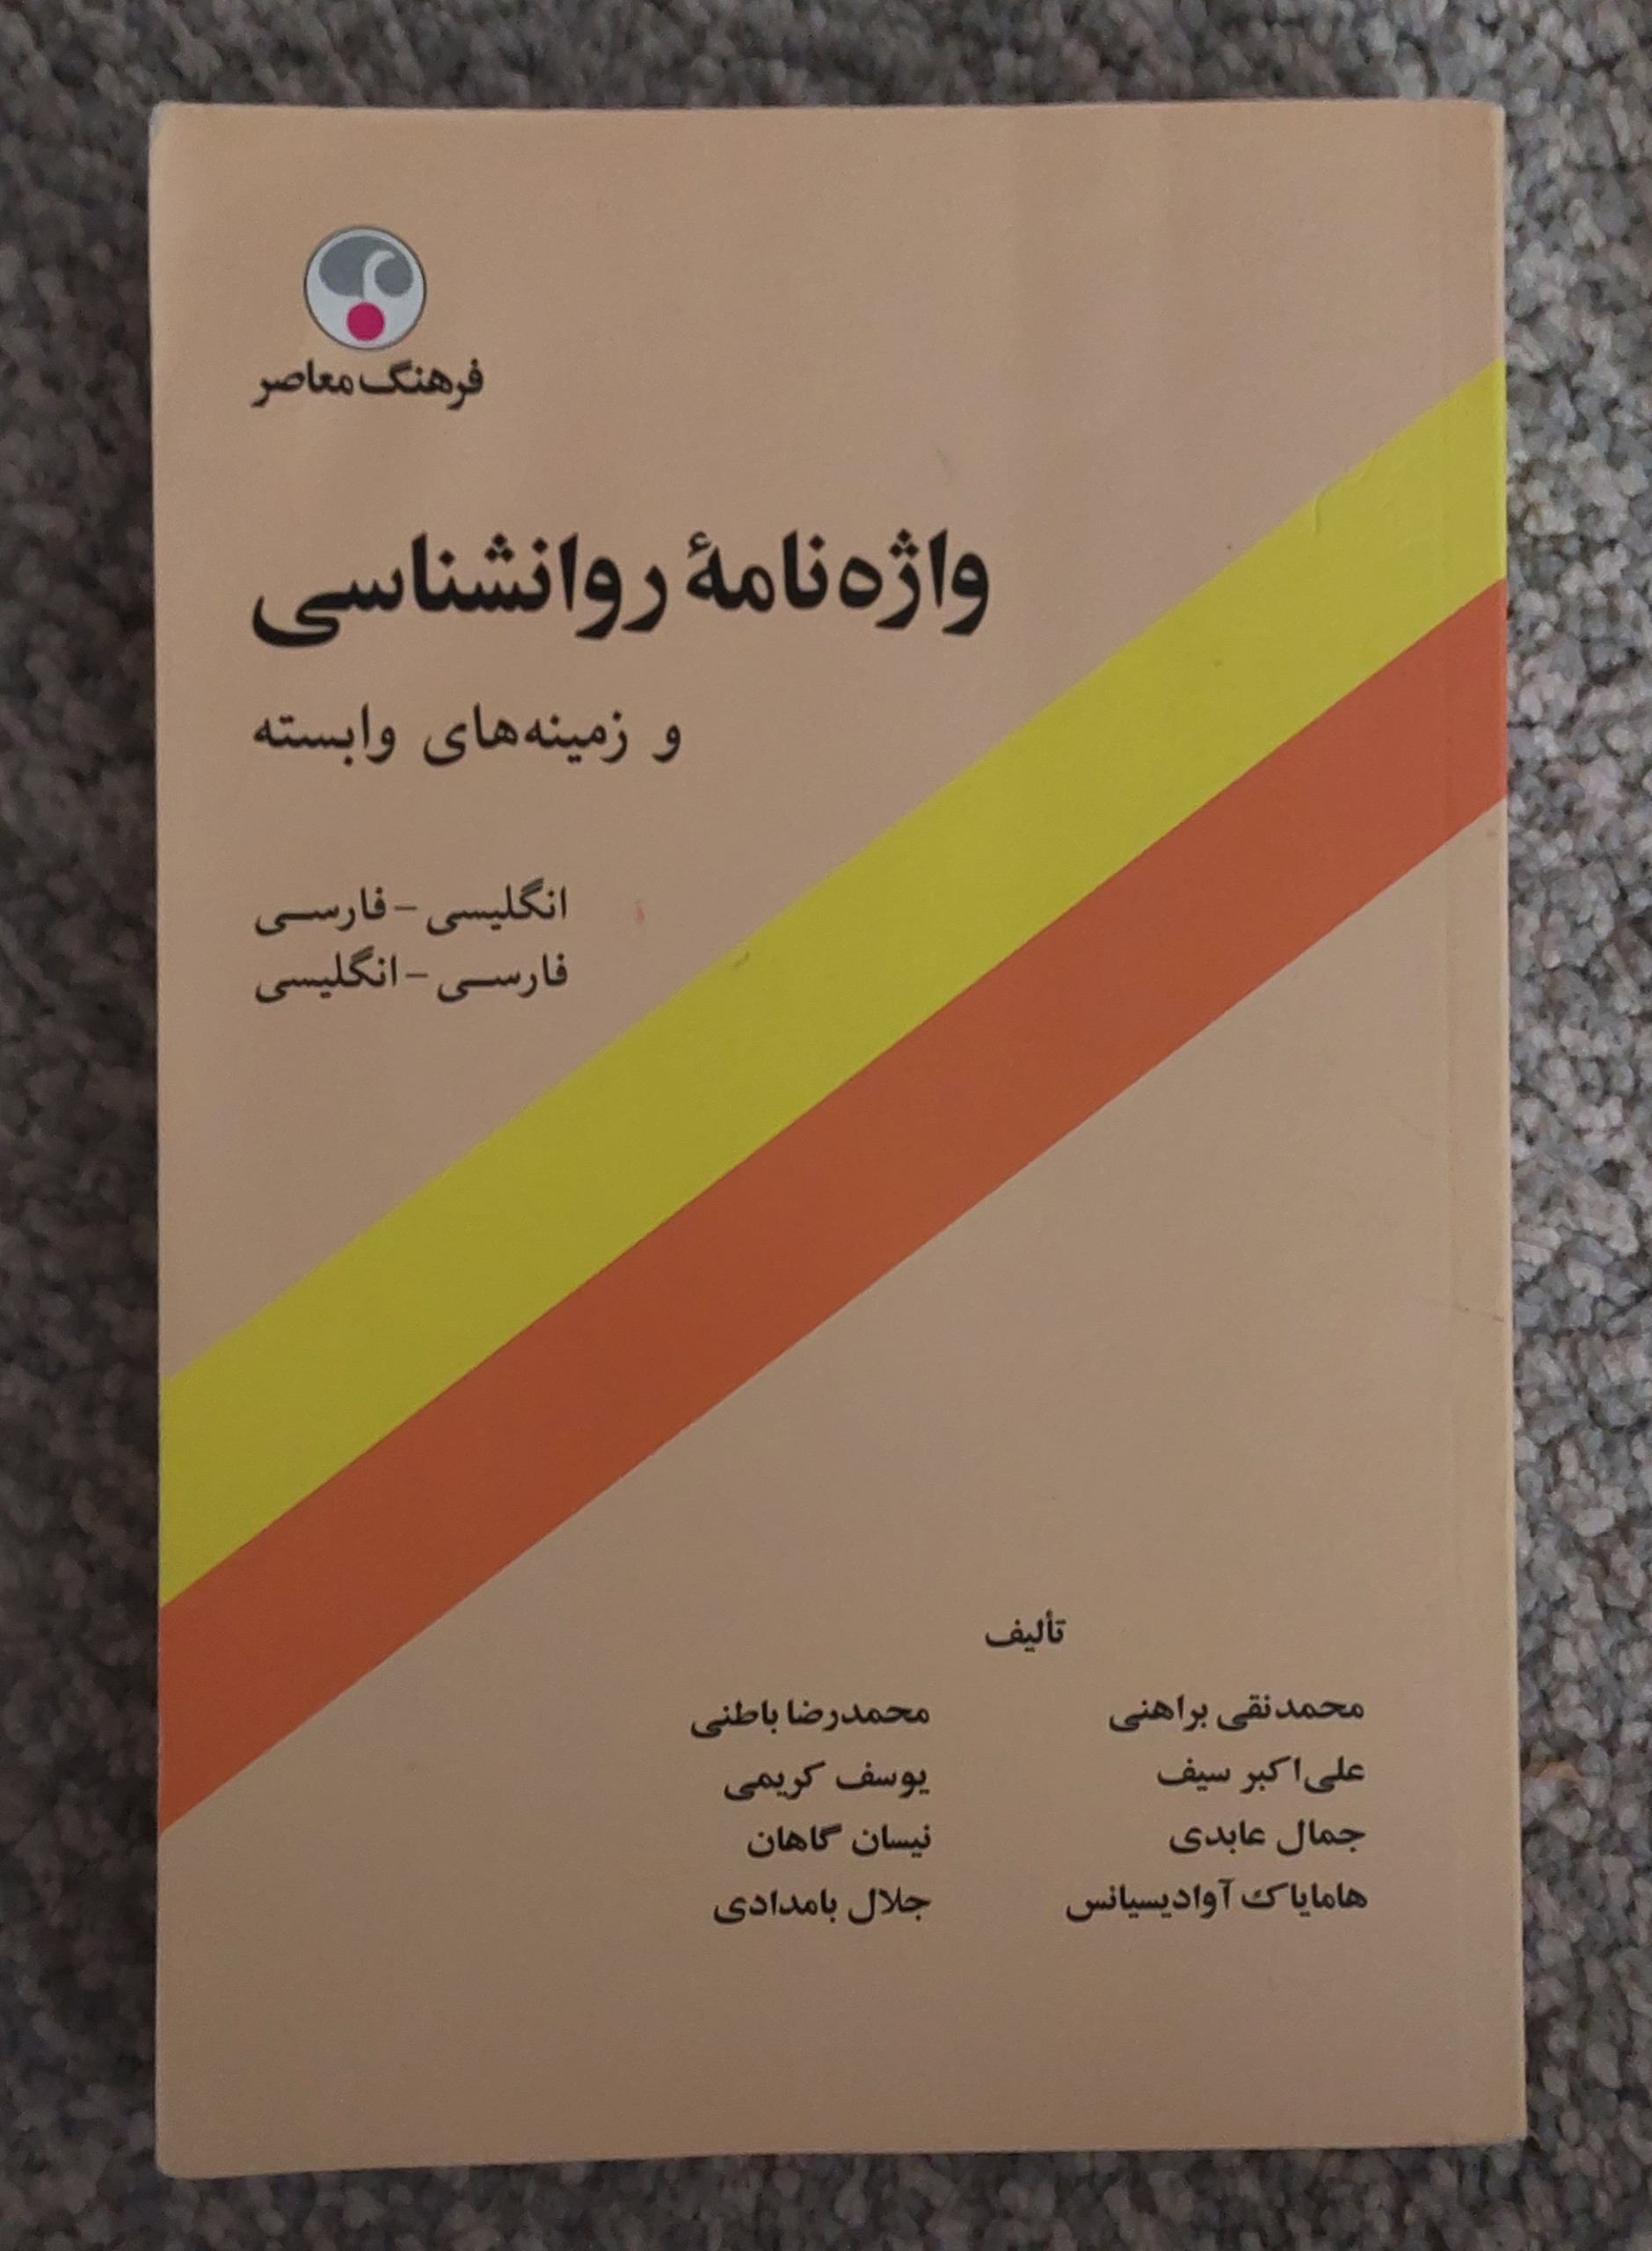 فرهنگ معاصر
واژه‌نامهٔ روانشناسی
و زمینه‌های وابسته
انگلیسی - فارسی
فارسی - انگلیسی
تألیف
محمدنقی براهنی
محمدرضا باطنی
علی‌اکبر سیف
یوسف کریمی
جمال عابدی
نیسان گاهان
هامایاک آوادیسیانس
جلال بامدادی